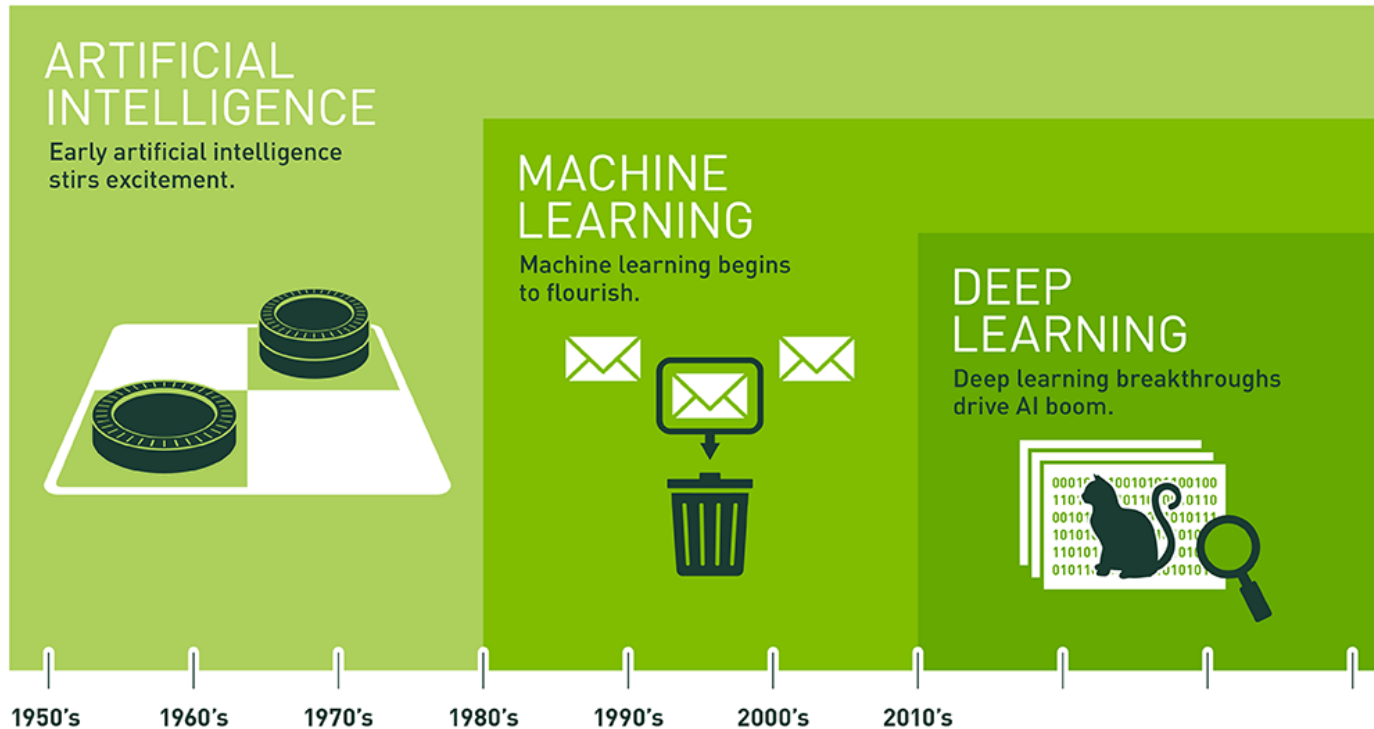 ARTIFICIAL
INTELLIGENCE
Early artificial intelligence
stirs excitement.
MACHINE
LEARNING
Machine learning begins
to flourish.
DEEP
LEARNING
Deep learning breakthroughs
drive AI boom.
1950's 1960's 1970's 1980's 1990's 2000's 2010's